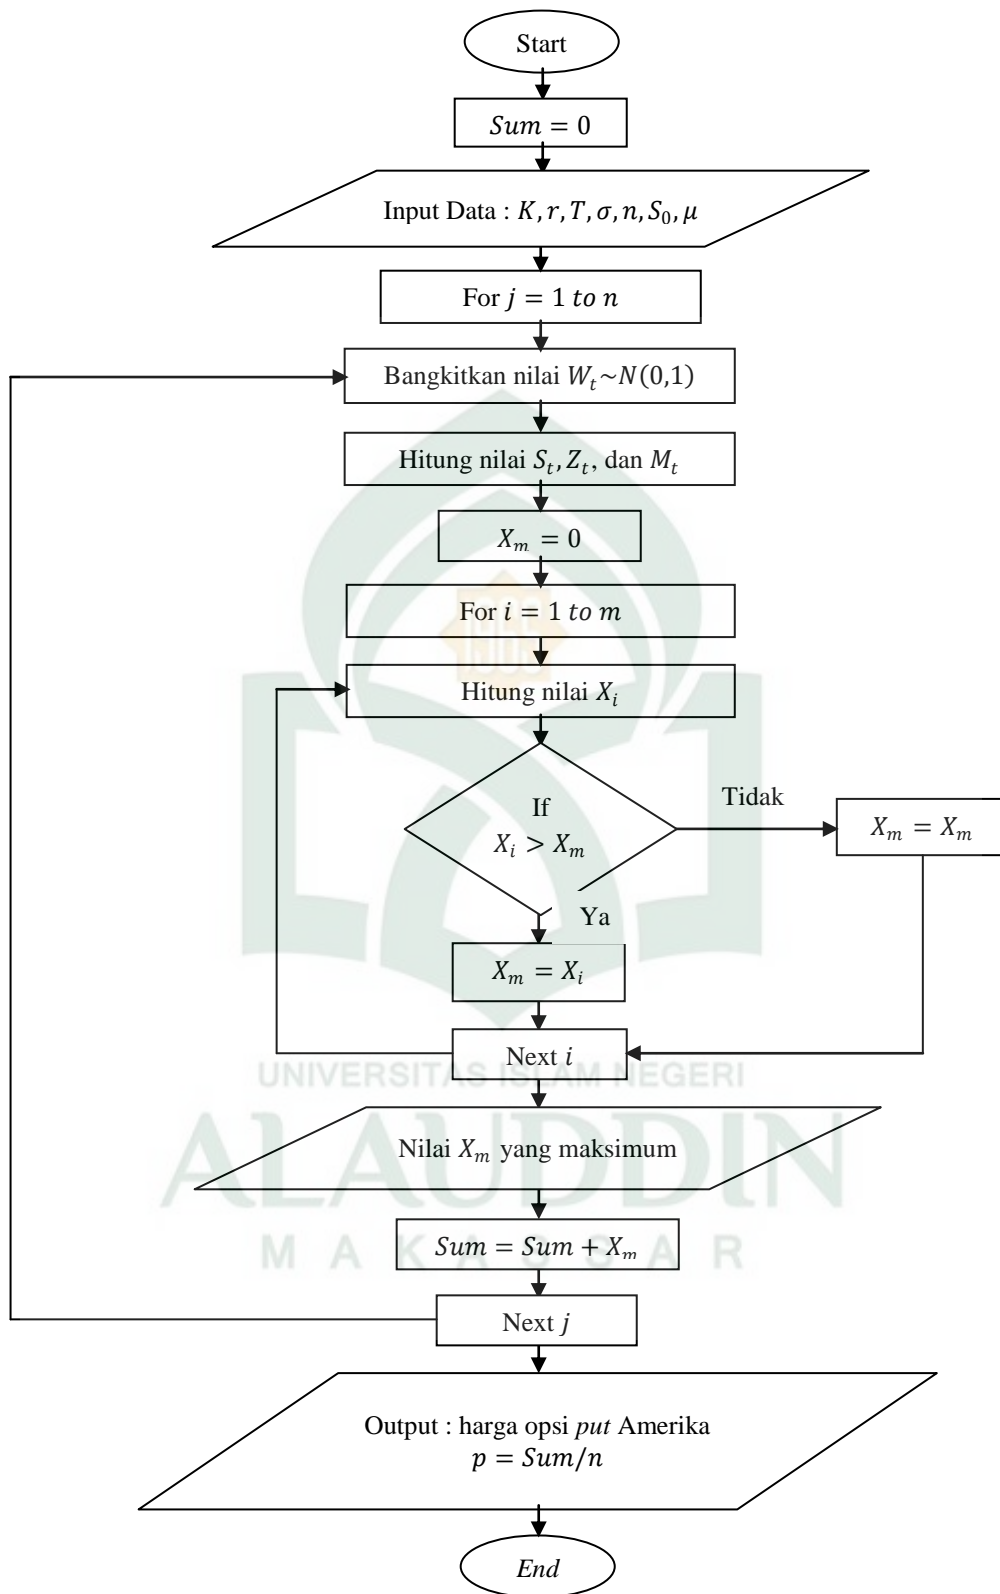 Start
Sum = 0
Input Data : K, r, T, σ, n, S₀, μ
For j = 1 to n
Bangkitkan nilai Wₜ~N(0,1)
Hitung nilai Sₜ, Zₜ, dan Mₜ
Xₘ = 0
For i = 1 to m
1965
Hitung nilai Xᵢ
If
Xᵢ > Xₘ
Tidak
Xₘ = Xₘ
Ya
Xₘ = Xᵢ
Next i
UNIVERSITAS ISLAM NEGERI
ALAUDDIN
Nilai Xₘ yang maksimum
Sum = Sum + Xₘ
MAKASSAR
Next j
Output : harga opsi put Amerika
p = Sum/n
End